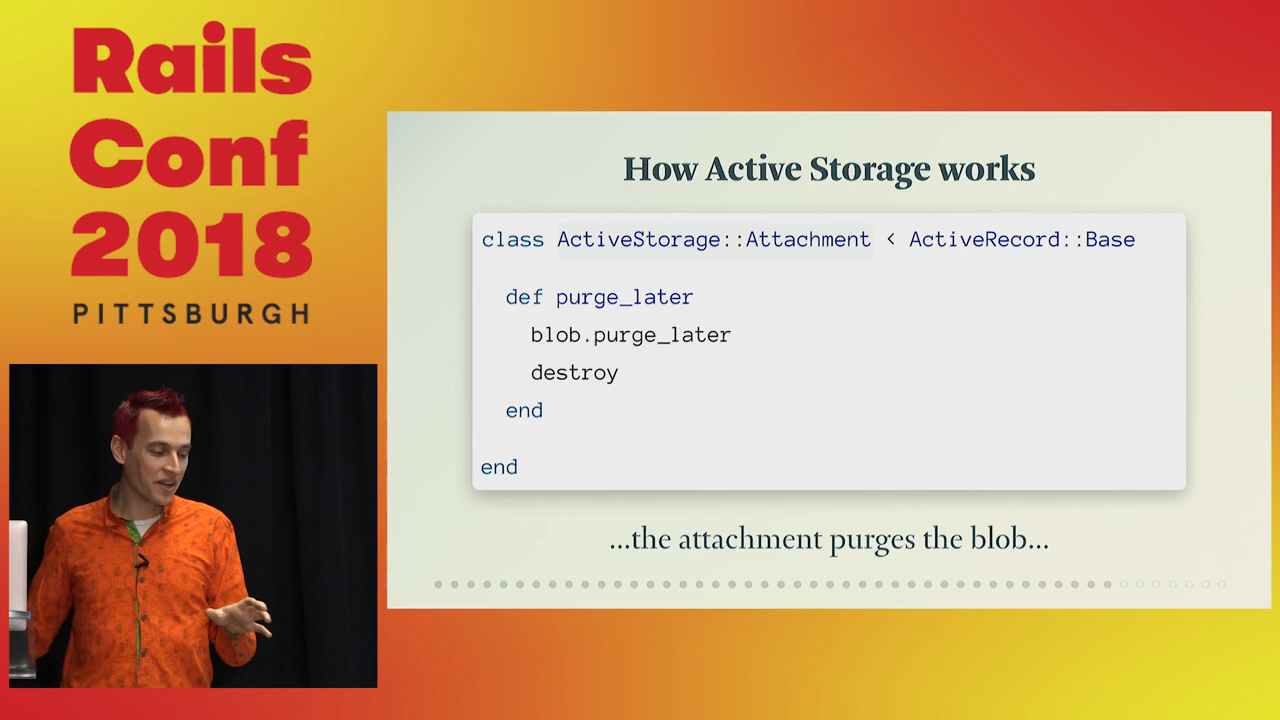 Rails
Conf
2018
PITTSBURGH
How Active Storage works
class ActiveStorage::Attachment < ActiveRecord::Base
def purge_later
blob.purge_later
destroy
end
end
...the attachment purges the blob...